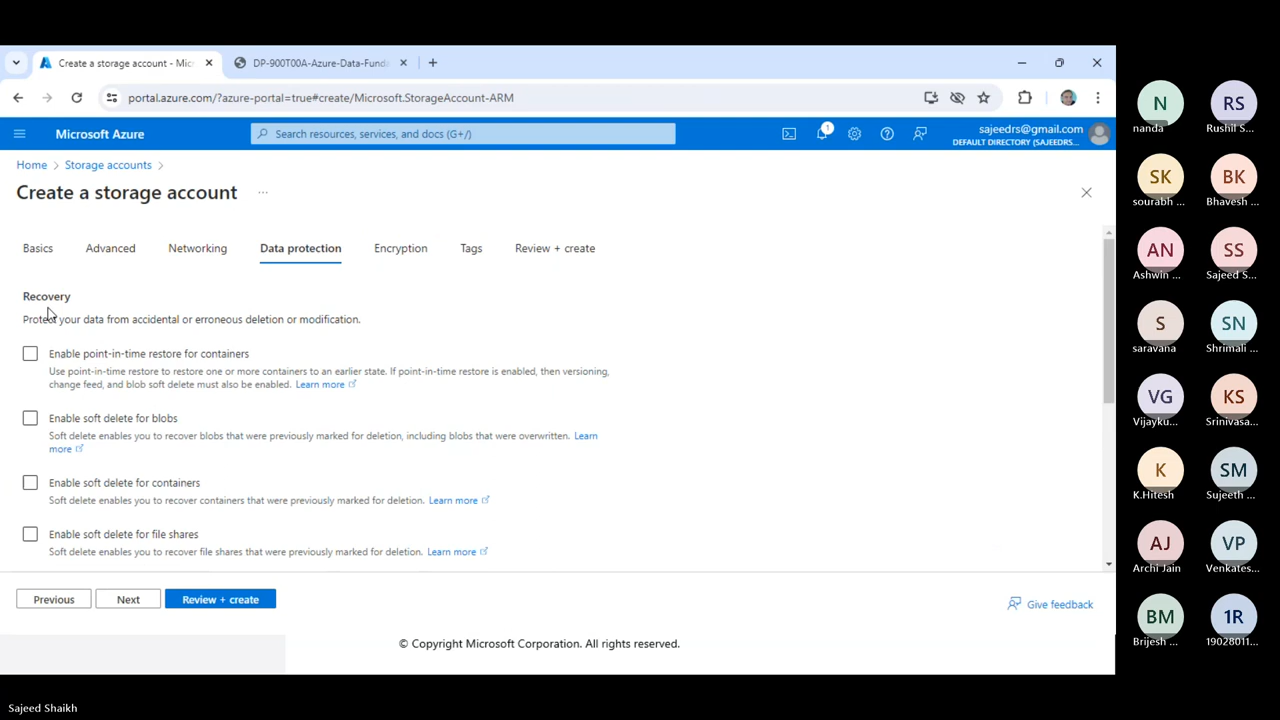 Create a storage account - Mic
DP-900T00A-Azure-Data-Fund
portal.azure.com/?azure-portal=true#create/Microsoft.StorageAccount-ARM
Microsoft Azure
Search resources, services, and docs (G+/)
1
sajeedrs@gmail.com
DEFAULT DIRECTORY (SAJEEDRS...
Home > Storage accounts >
Create a storage account ...
Basics Advanced Networking Data protection Encryption Tags Review + create
Recovery
Protect your data from accidental or erroneous deletion or modification.
Enable point-in-time restore for containers
Use point-in-time restore to restore one or more containers to an earlier state. If point-in-time restore is enabled, then versioning,
change feed, and blob soft delete must also be enabled. Learn more
Enable soft delete for blobs
Soft delete enables you to recover blobs that were previously marked for deletion, including blobs that were overwritten. Learn
more
Enable soft delete for containers
Soft delete enables you to recover containers that were previously marked for deletion. Learn more
Enable soft delete for file shares
Soft delete enables you to recover file shares that were previously marked for deletion. Learn more
Previous Next Review + create
Give feedback
© Copyright Microsoft Corporation. All rights reserved.
N RS
nanda Rushil S...
SK BK
sourabh ... Bhavesh ...
AN SS
Ashwin ... Sajeed S...
S SN
saravana Shrimali ...
VG KS
Vijayku... Srinivasa...
K SM
K.Hitesh Sujeeth ...
AJ VP
Archi Jain Venkates...
BM 1R
Brijesh ... 19028011...
Sajeed Shaikh